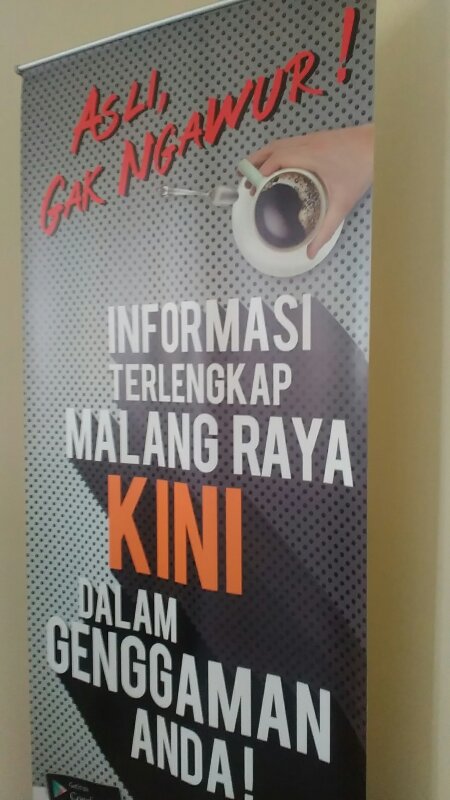 ASLI,
GAK NGAWUR!
INFORMASI
TERLENGKAP
MALANG RAYA
KINI
DALAM
GENGGAMAN
ANDA!